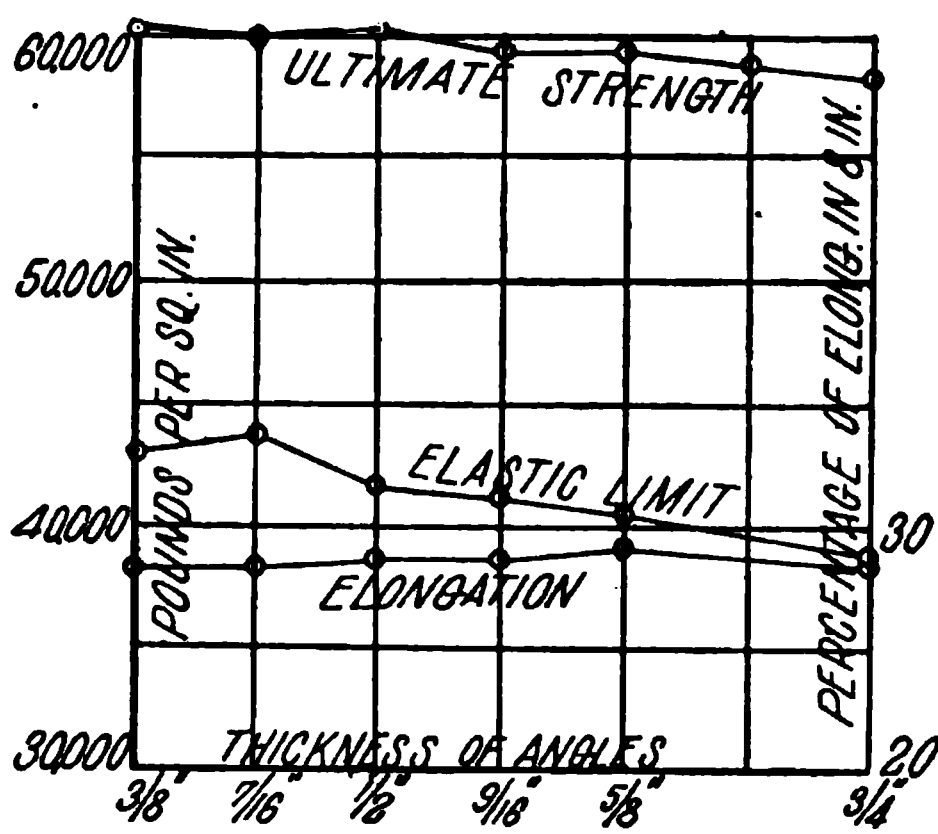 60,000
ULTIMATE STRENGTH
50,000
POUNDS PER SQ. IN.
PERCENTAGE OF ELONG. IN 8 IN.
ELASTIC LIMIT
40,000
30
ELONGATION
30,000
THICKNESS OF ANGLES
20
3/8" 7/16" 1/2" 9/16" 5/8" 3/4"